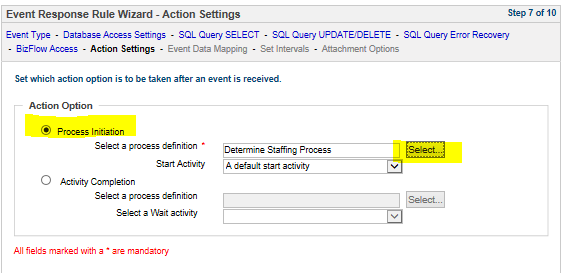 Event Response Rule Wizard - Action Settings Step 7 of 10
Event Type - Database Access Settings - SQL Query SELECT - SQL Query UPDATE/DELETE - SQL Query Error Recovery
- BizFlow Access - Action Settings - Event Data Mapping - Set Intervals - Attachment Options
Set which action option is to be taken after an event is received.
Action Option
Process Initiation
Select a process definition * Determine Staffing Process Select...
Start Activity A default start activity
Activity Completion
Select a process definition Select...
Select a Wait activity
All fields marked with a * are mandatory